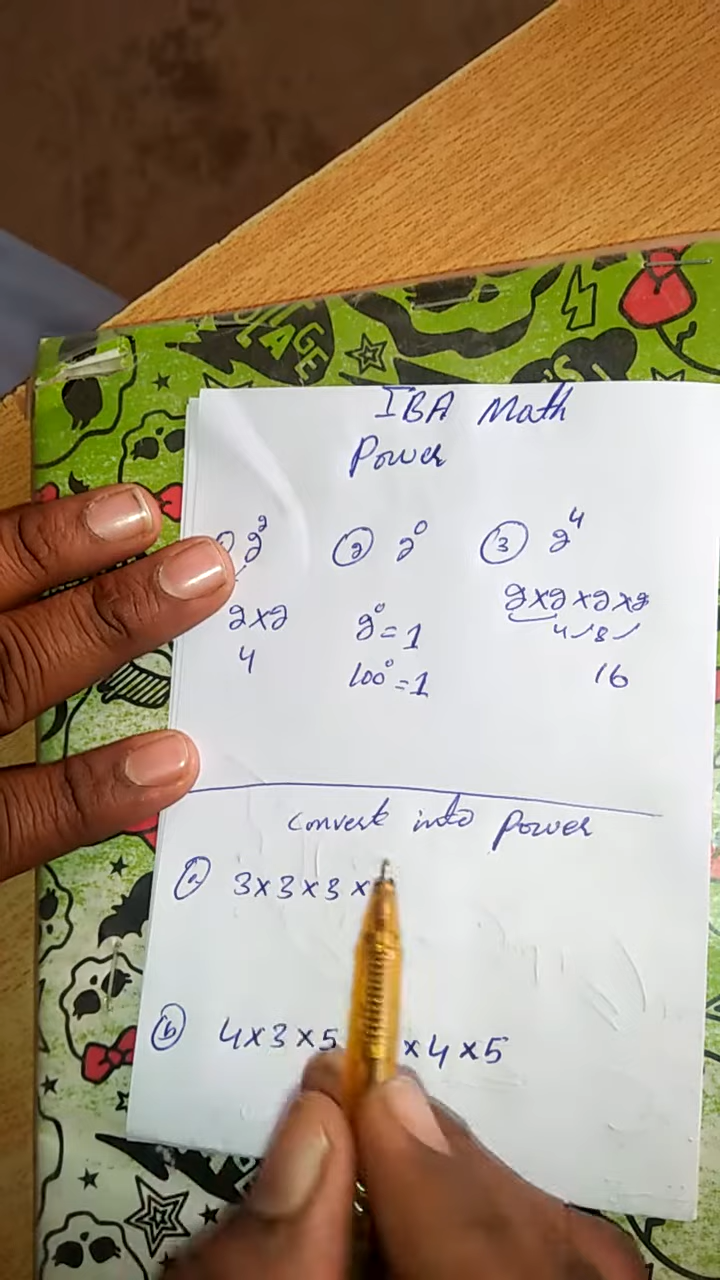 IBA Math
Power
2² ② 2⁰ ③ 2⁴
2×2 2⁰=1 2×2×2×2
4 8
4 100⁰=1 16
Convert into Power
ⓐ 3×3×3×
ⓑ 4×3×5 ×4×5